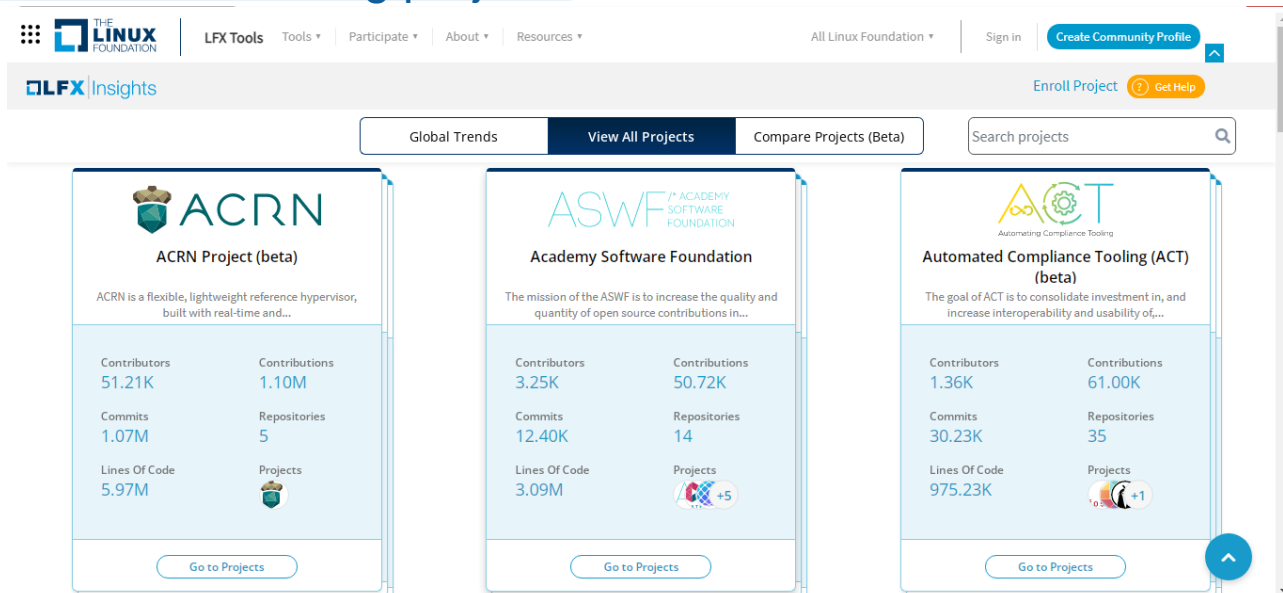 THE
LINUX
FOUNDATION
LFX Tools Tools Participate About Resources All Linux Foundation Sign in Create Community Profile
LFX Insights Enroll Project ? Get Help
Global Trends View All Projects Compare Projects (Beta) Search projects
ACRN
ACRN Project (beta)
ACRN is a flexible, lightweight reference hypervisor,
built with real-time and...
Contributors Contributions
51.21K 1.10M
Commits Repositories
1.07M 5
Lines Of Code Projects
5.97M
Go to Projects
ASWF /* ACADEMY
SOFTWARE
FOUNDATION
Academy Software Foundation
The mission of the ASWF is to increase the quality and
quantity of open source contributions in...
Contributors Contributions
3.25K 50.72K
Commits Repositories
12.40K 14
Lines Of Code Projects
3.09M +5
Go to Projects
ACT
Automating Compliance Tooling
Automated Compliance Tooling (ACT)
(beta)
The goal of ACT is to consolidate investment in, and
increase interoperability and usability of,...
Contributors Contributions
1.36K 61.00K
Commits Repositories
30.23K 35
Lines Of Code Projects
975.23K +1
Go to Projects